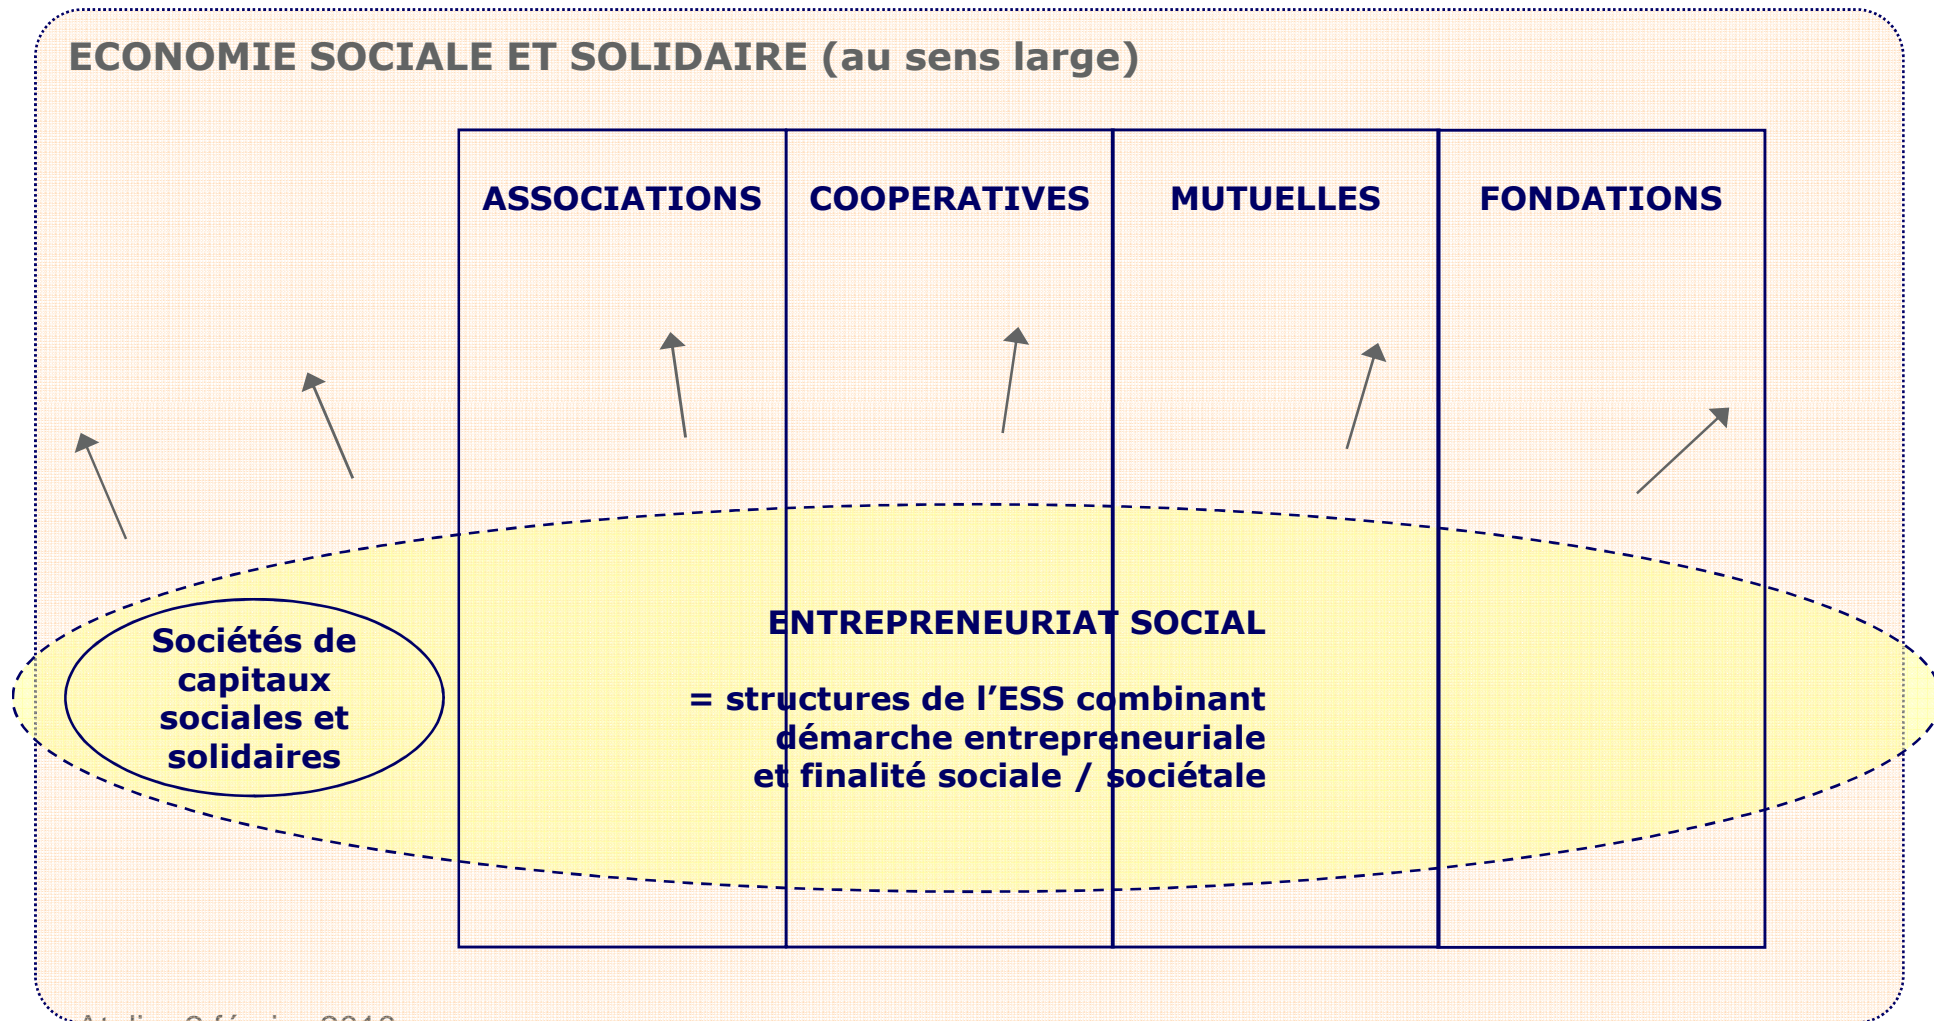 ECONOMIE SOCIALE ET SOLIDAIRE (au sens large)
ASSOCIATIONS
COOPERATIVES
MUTUELLES
FONDATIONS
Sociétés de
capitaux
sociales et
solidaires
ENTREPRENEURIAT SOCIAL
= structures de l’ESS combinant
démarche entrepreneuriale
et finalité sociale / sociétale